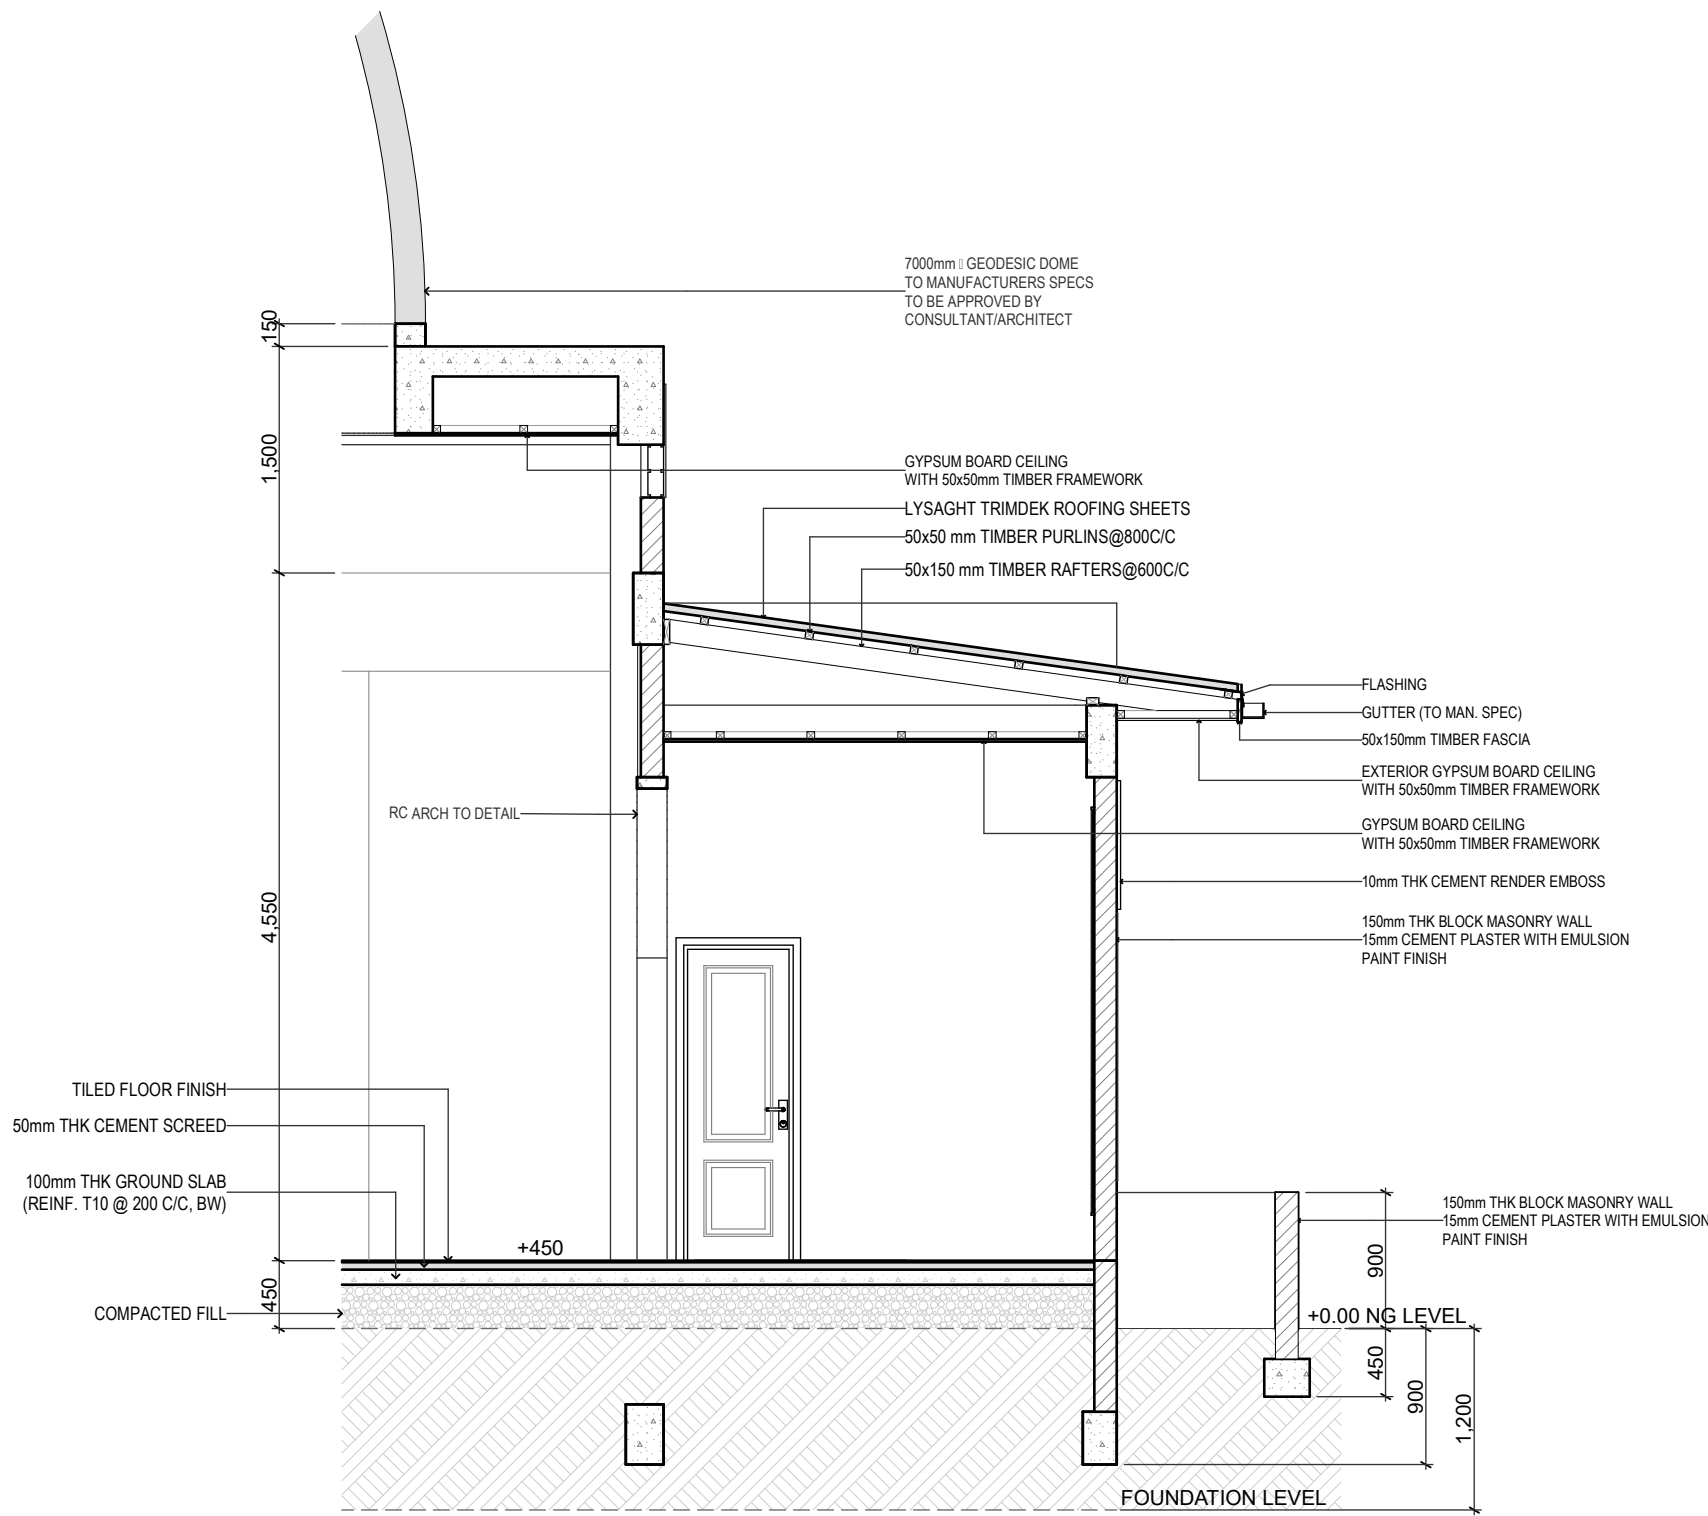 7000mm ▯ GEODESIC DOME
TO MANUFACTURERS SPECS
TO BE APPROVED BY
CONSULTANT/ARCHITECT
150
1,500
GYPSUM BOARD CEILING
WITH 50x50mm TIMBER FRAMEWORK
LYSAGHT TRIMDEK ROOFING SHEETS
50x50 mm TIMBER PURLINS@800C/C
50x150 mm TIMBER RAFTERS@600C/C
FLASHING
GUTTER (TO MAN. SPEC)
50x150mm TIMBER FASCIA
EXTERIOR GYPSUM BOARD CEILING
WITH 50x50mm TIMBER FRAMEWORK
RC ARCH TO DETAIL
GYPSUM BOARD CEILING
WITH 50x50mm TIMBER FRAMEWORK
10mm THK CEMENT RENDER EMBOSS
4,550
150mm THK BLOCK MASONRY WALL
15mm CEMENT PLASTER WITH EMULSION
PAINT FINISH
TILED FLOOR FINISH
50mm THK CEMENT SCREED
100mm THK GROUND SLAB
(REINF. T10 @ 200 C/C, BW)
150mm THK BLOCK MASONRY WALL
15mm CEMENT PLASTER WITH EMULSION
PAINT FINISH
+450
900
450
COMPACTED FILL
+0.00 NG LEVEL
450
900
1,200
FOUNDATION LEVEL